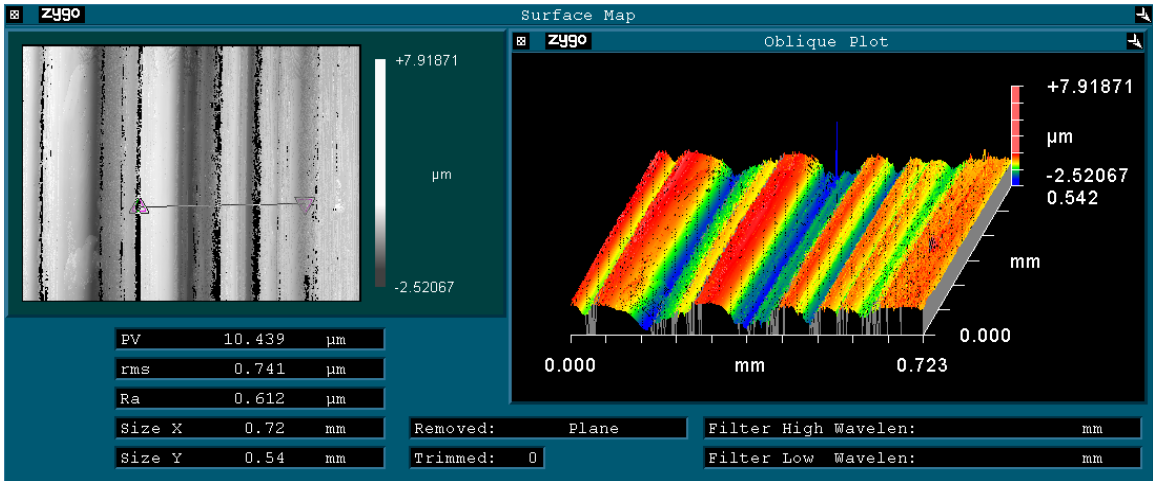 zygo Surface Map
+7.91871
µm
-2.52067
zygo Oblique Plot
+7.91871
µm
-2.52067
0.542
mm
0.000
0.000 mm 0.723
PV 10.439 µm
rms 0.741 µm
Ra 0.612 µm
Size X 0.72 mm
Size Y 0.54 mm
Removed: Plane
Trimmed: 0
Filter High Wavelen: mm
Filter Low Wavelen: mm